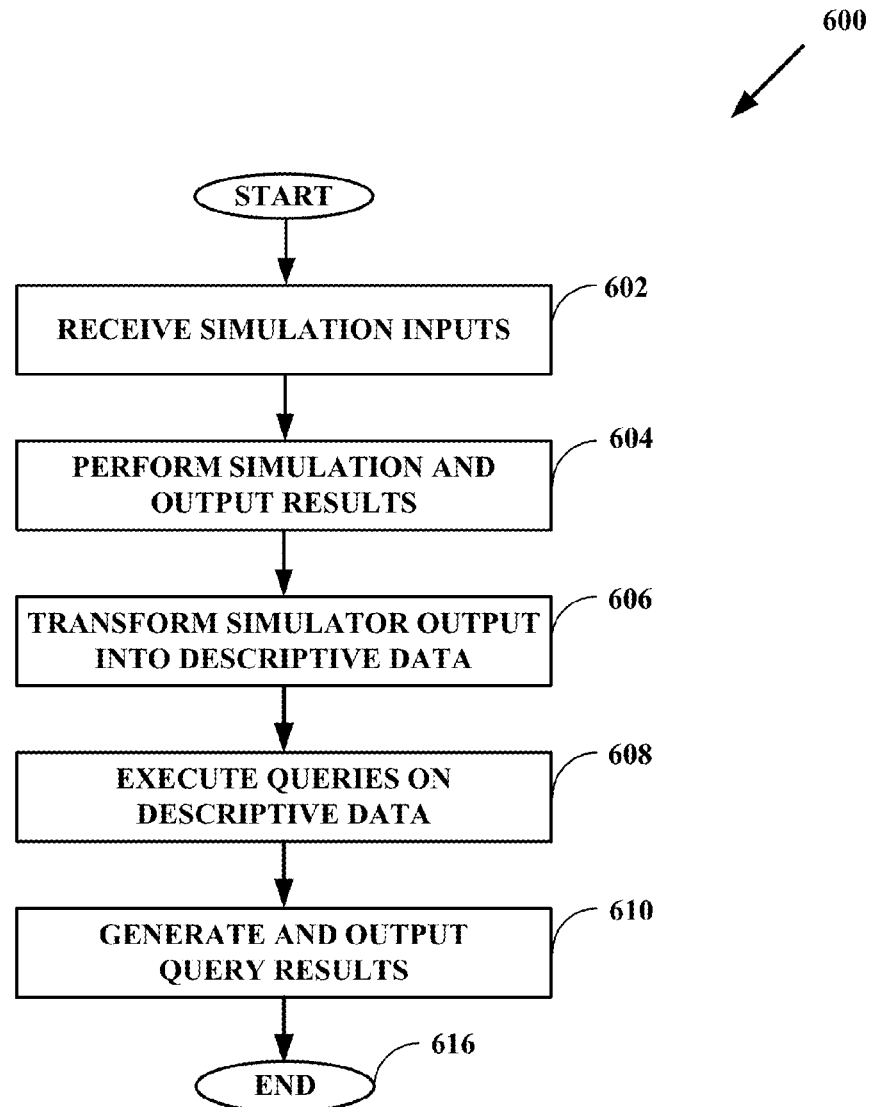 600
START
602
RECEIVE SIMULATION INPUTS
604
PERFORM SIMULATION AND
OUTPUT RESULTS
606
TRANSFORM SIMULATOR OUTPUT
INTO DESCRIPTIVE DATA
608
EXECUTE QUERIES ON
DESCRIPTIVE DATA
610
GENERATE AND OUTPUT
QUERY RESULTS
616
END